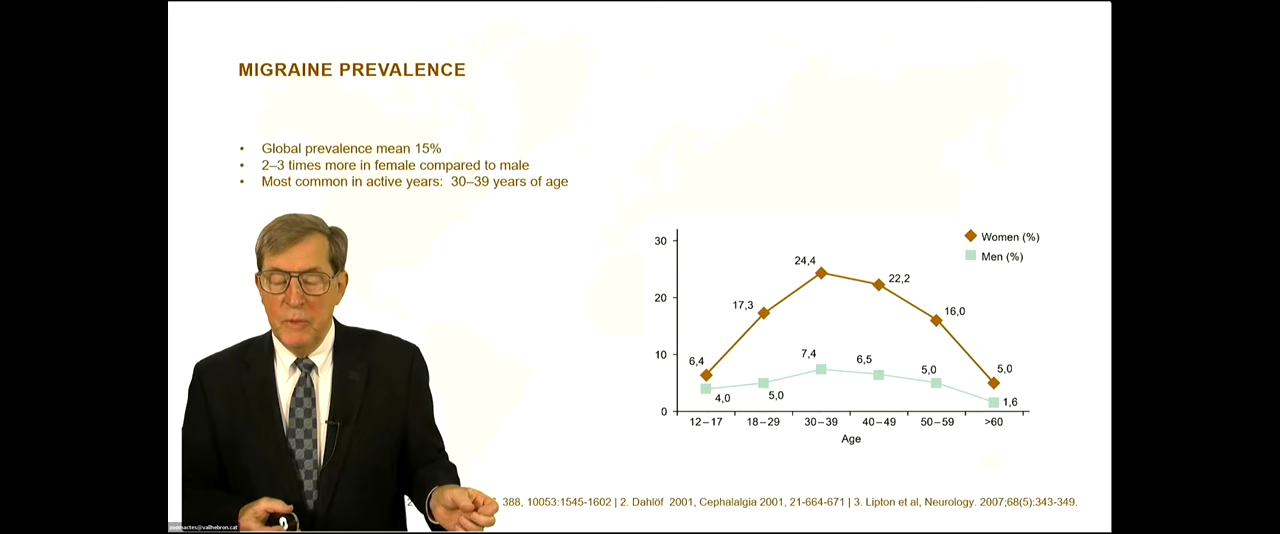 MIGRAINE PREVALENCE
• Global prevalence mean 15%
• 2–3 times more in female compared to male
• Most common in active years: 30–39 years of age
Women (%)
Men (%)
30
20
10
0
6,4
17,3
24,4
22,2
16,0
5,0
4,0
5,0
7,4
6,5
5,0
1,6
12–17
18–29
30–39
40–49
50–59
>60
Age
388, 10053:1545-1602 | 2. Dahlöf 2001, Cephalalgia 2001, 21-664-671 | 3. Lipton et al, Neurology. 2007;68(5):343-349.